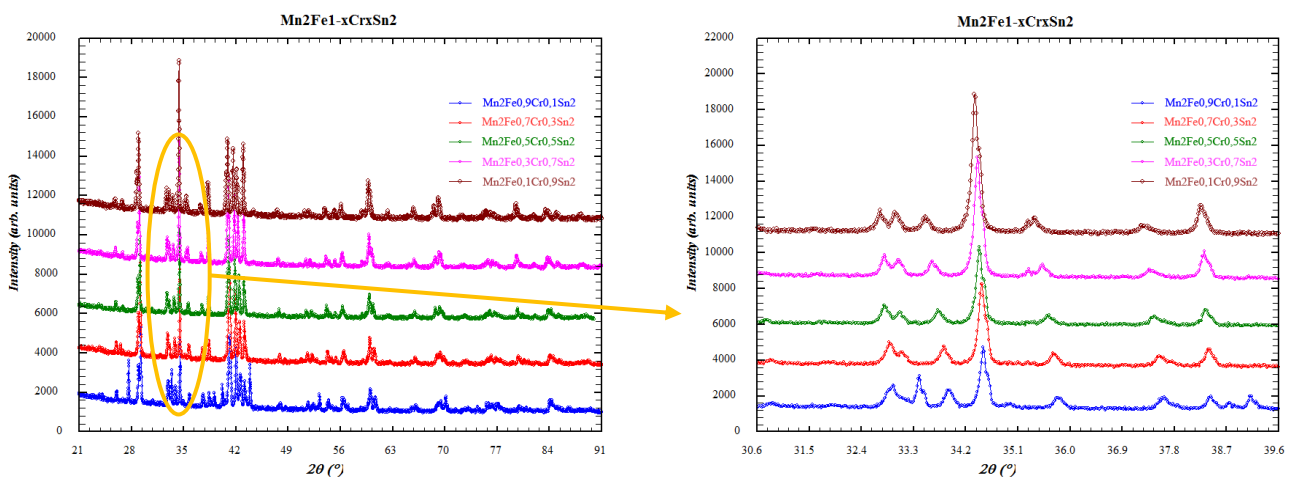 Mn2Fe1-xCrxSn2
20000
18000
16000
14000
12000
10000
8000
6000
4000
2000
0
Intensity (arb. units)
Mn2Fe0,9Cr0,1Sn2
Mn2Fe0,7Cr0,3Sn2
Mn2Fe0,5Cr0,5Sn2
Mn2Fe0,3Cr0,7Sn2
Mn2Fe0,1Cr0,9Sn2
21 28 35 42 49 56 63 70 77 84 91
2θ (°)
Mn2Fe1-xCrxSn2
22000
20000
18000
16000
14000
12000
10000
8000
6000
4000
2000
0
Intensity (arb. units)
Mn2Fe0,9Cr0,1Sn2
Mn2Fe0,7Cr0,3Sn2
Mn2Fe0,5Cr0,5Sn2
Mn2Fe0,3Cr0,7Sn2
Mn2Fe0,1Cr0,9Sn2
30.6 31.5 32.4 33.3 34.2 35.1 36.0 36.9 37.8 38.7 39.6
2θ (°)